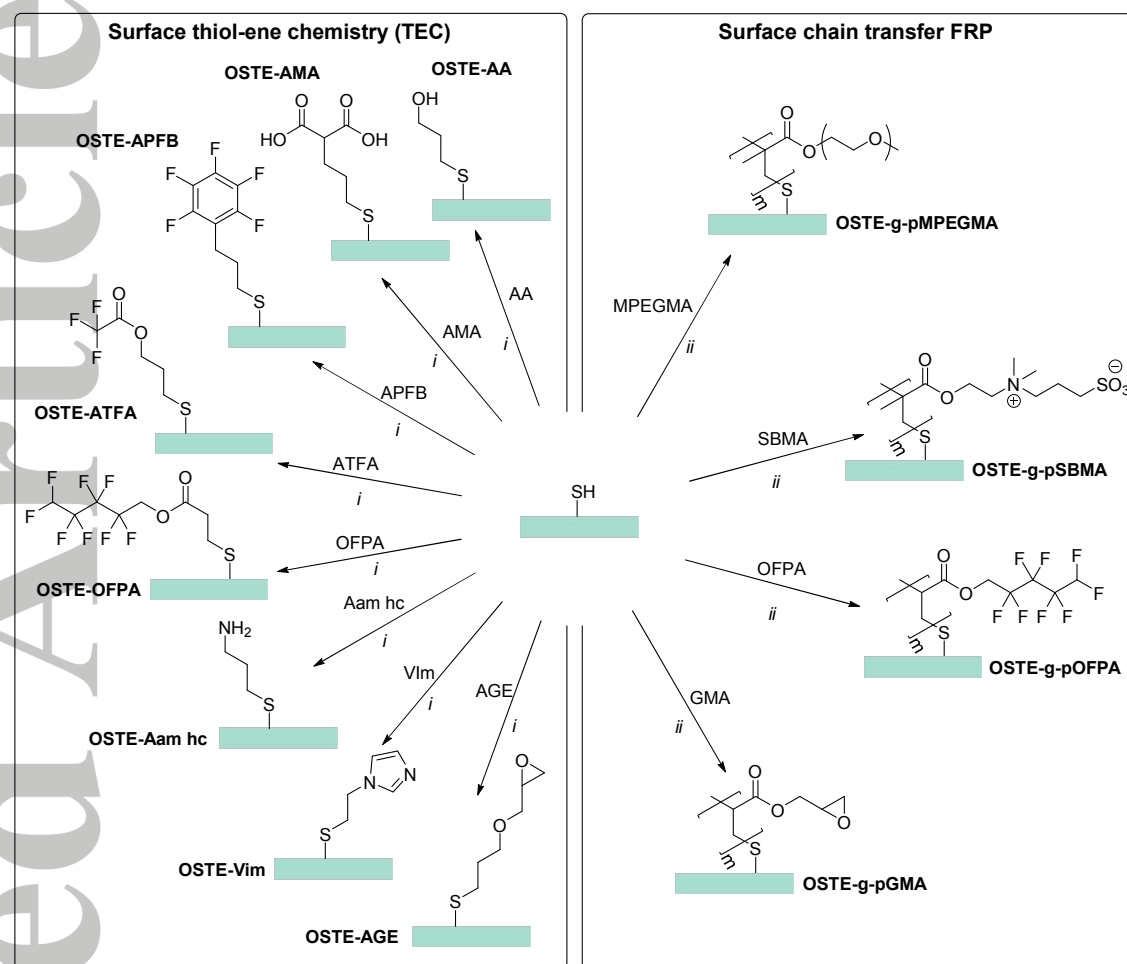 Surface thiol-ene chemistry (TEC)
OSTE-AMA
OSTE-AA
OSTE-APFB
OH
O O
HO OH
F
F F
F F
S
S
S
AA
i
AMA
i
APFB
i
F
F
F
O
O
S
OSTE-ATFA
ATFA
i
F F F
F
F F F F
O
O
S
OSTE-OFPA
OFPA
i
Aam hc
i
NH2
S
OSTE-Aam hc
VIm
i
AGE
i
N
N
S
OSTE-Vim
O
O
S
OSTE-AGE
SH
Surface chain transfer FRP
O
O
O
m
S
OSTE-g-pMPEGMA
MPEGMA
ii
O
O
N
⊕
SO3
⊖
m
S
OSTE-g-pSBMA
SBMA
ii
O
O
F F F F
F
F F F
m
S
OSTE-g-pOFPA
OFPA
ii
GMA
ii
O
O
O
m
S
OSTE-g-pGMA